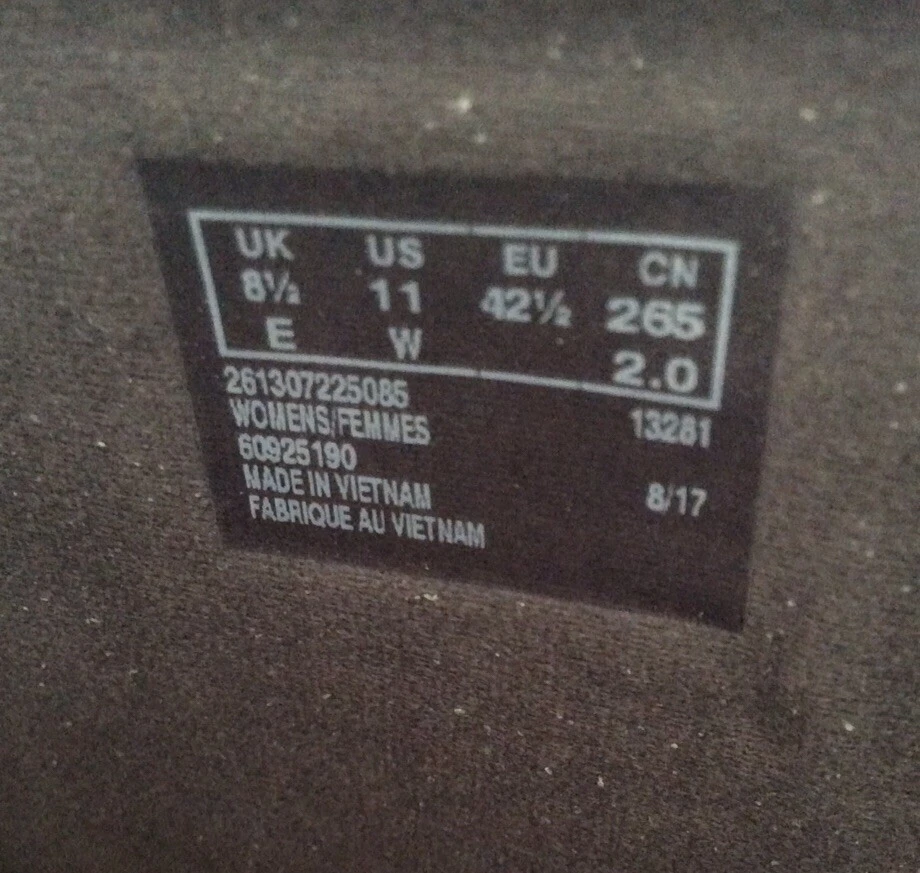 UK US EU CN
8½ 11 42½ 265
E W 2.0
261307225085
WOMENS/FEMMES 13281
60925190
MADE IN VIETNAM 8/17
FABRIQUE AU VIETNAM